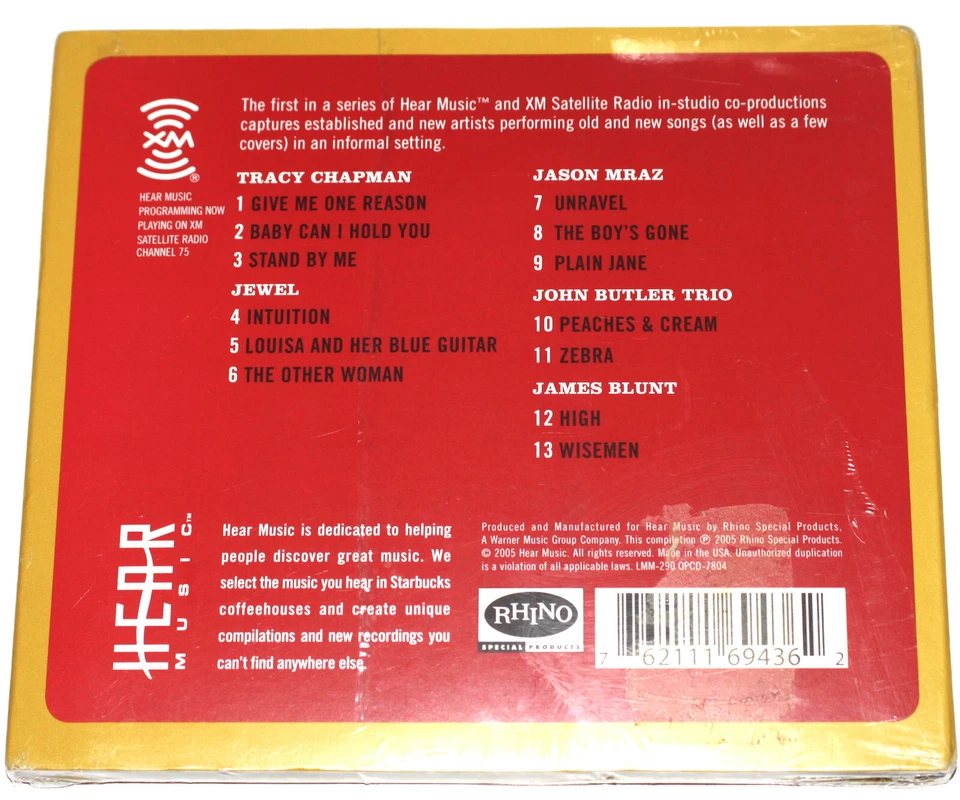 The first in a series of Hear Music™ and XM Satellite Radio in-studio co-productions
captures established and new artists performing old and new songs (as well as a few
covers) in an informal setting.
XM®
HEAR MUSIC
PROGRAMMING NOW
PLAYING ON XM
SATELLITE RADIO
CHANNEL 75
TRACY CHAPMAN
1 GIVE ME ONE REASON
2 BABY CAN I HOLD YOU
3 STAND BY ME
JEWEL
4 INTUITION
5 LOUISA AND HER BLUE GUITAR
6 THE OTHER WOMAN
JASON MRAZ
7 UNRAVEL
8 THE BOY'S GONE
9 PLAIN JANE
JOHN BUTLER TRIO
10 PEACHES & CREAM
11 ZEBRA
JAMES BLUNT
12 HIGH
13 WISEMEN
HEAR
MUSIC™
Hear Music is dedicated to helping
people discover great music. We
select the music you hear in Starbucks
coffeehouses and create unique
compilations and new recordings you
can't find anywhere else.
Produced and Manufactured for Hear Music by Rhino Special Products,
A Warner Music Group Company. This compilation ℗ 2005 Rhino Special Products.
© 2005 Hear Music. All rights reserved. Made in the USA. Unauthorized duplication
is a violation of all applicable laws. LMM-290 OPCD-7804
RHINO
SPECIAL PRODUCTS
7 62111 69436 2